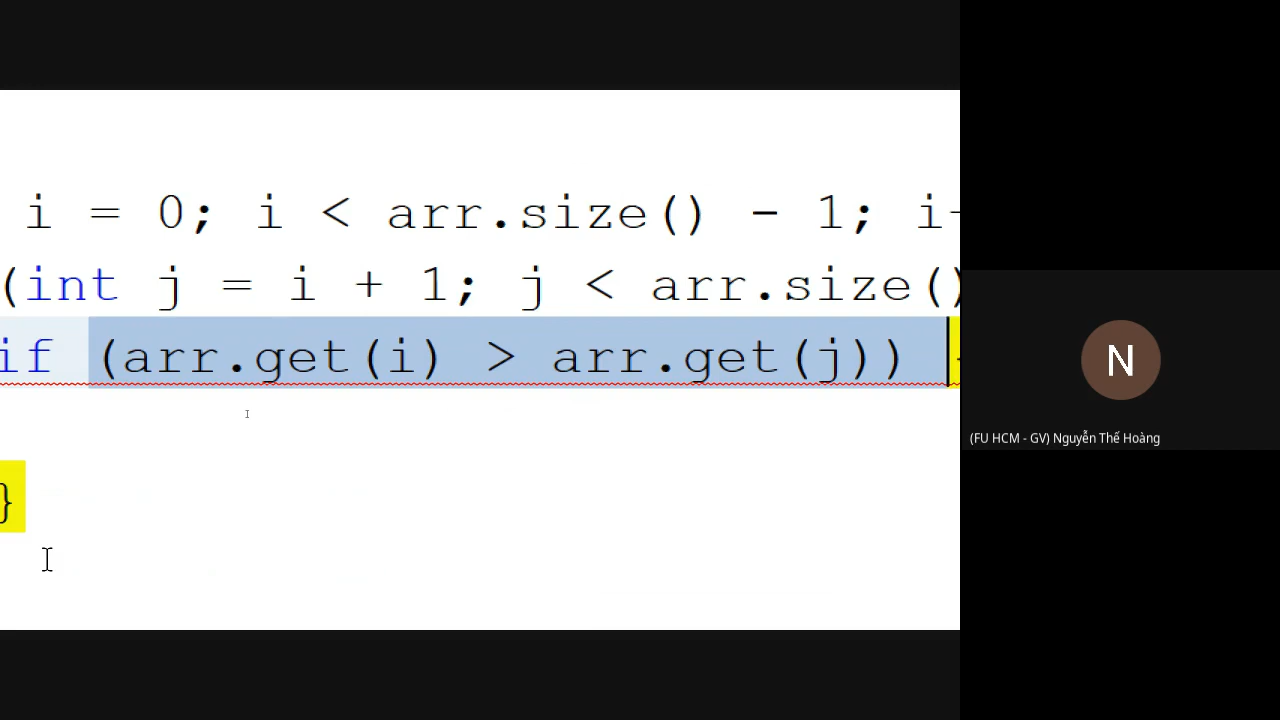 i = 0; i < arr.size() - 1; i
(int j = i + 1; j < arr.size()
if (arr.get(i) > arr.get(j)) {
}
N
(FU HCM - GV) Nguyễn Thế Hoàng